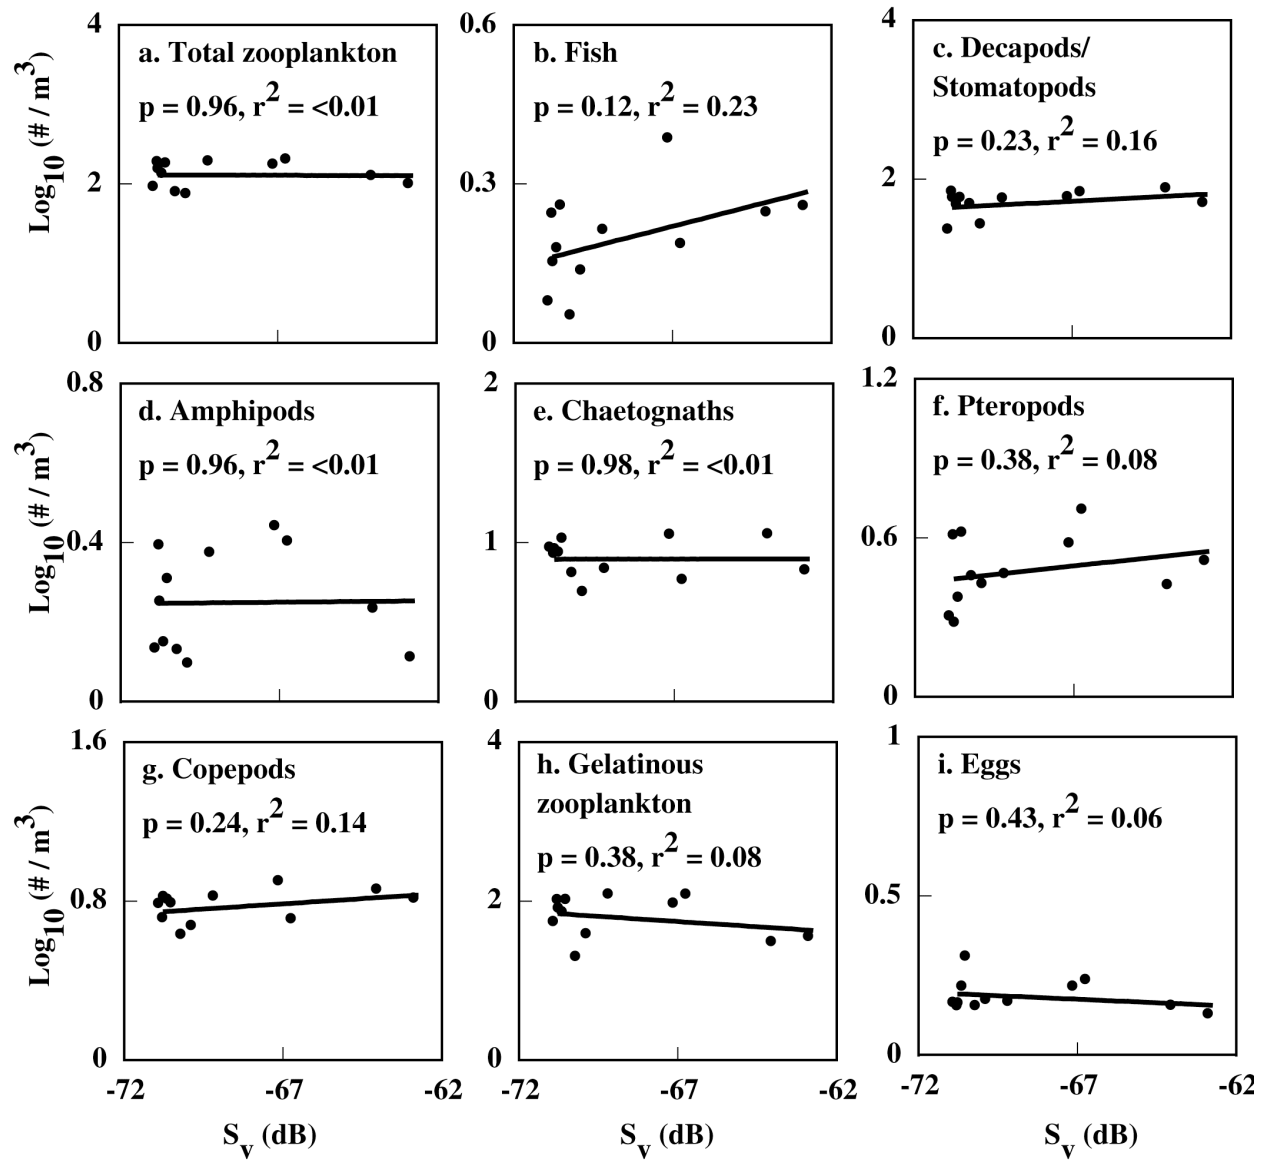 4
0.6
4
a. Total zooplankton
b. Fish
c. Decapods/
Stomatopods
p = 0.96, r² = <0.01
p = 0.12, r² = 0.23
p = 0.23, r² = 0.16
Log₁₀ (# / m³)
2
0.3
2
0
0
0
0.8
2
1.2
d. Amphipods
e. Chaetognaths
f. Pteropods
p = 0.96, r² = <0.01
p = 0.98, r² = <0.01
p = 0.38, r² = 0.08
Log₁₀ (# / m³)
0.4
1
0.6
0
0
0
1.6
4
1
g. Copepods
h. Gelatinous
zooplankton
i. Eggs
p = 0.24, r² = 0.14
p = 0.38, r² = 0.08
p = 0.43, r² = 0.06
Log₁₀ (# / m³)
0.8
2
0.5
0
0
0
-72 -67 -62
-72 -67 -62
-72 -67 -62
Sᵥ (dB)
Sᵥ (dB)
Sᵥ (dB)